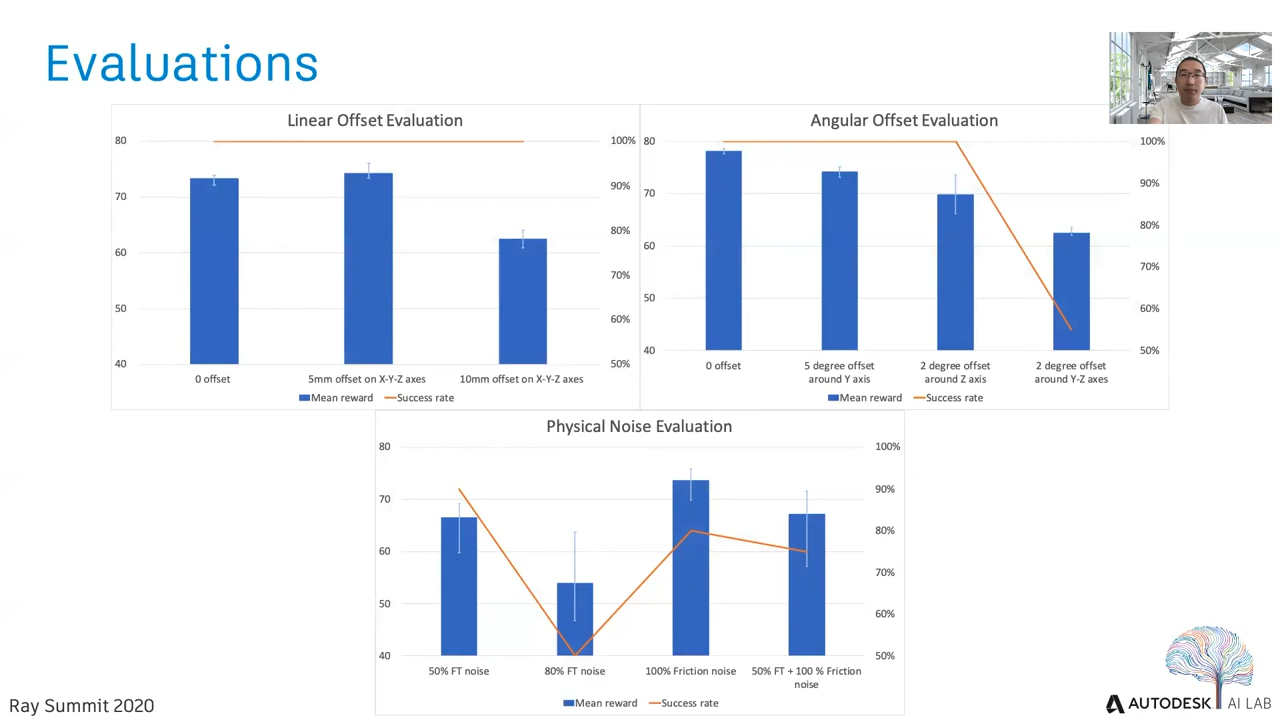 Evaluations
Linear Offset Evaluation
80
70
60
50
40
100%
90%
80%
70%
60%
50%
0 offset
5mm offset on X-Y-Z axes
10mm offset on X-Y-Z axes
Mean reward
Success rate
Angular Offset Evaluation
80
70
60
50
40
100%
90%
80%
70%
60%
50%
0 offset
5 degree offset
around Y axis
2 degree offset
around Z axis
2 degree offset
around Y-Z axes
Mean reward
Success rate
Physical Noise Evaluation
80
70
60
50
40
100%
90%
80%
70%
60%
50%
50% FT noise
80% FT noise
100% Friction noise
50% FT + 100 % Friction
noise
Mean reward
Success rate
Ray Summit 2020
AUTODESK AI LAB